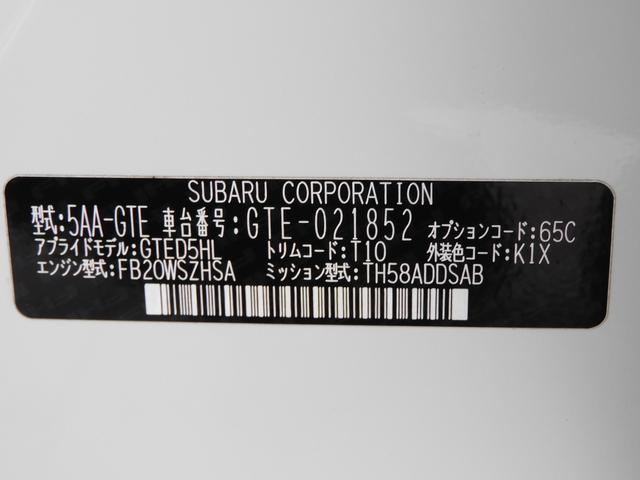 SUBARU CORPORATION
型式:5AA-GTE 車台番号:GTE-021852 オプションコード:65C
アプライドモデル:GTED5HL トリムコード:T10 外装色コード:K1X
エンジン型式:FB20WSZHSA ミッション型式:TH58ADDSAB